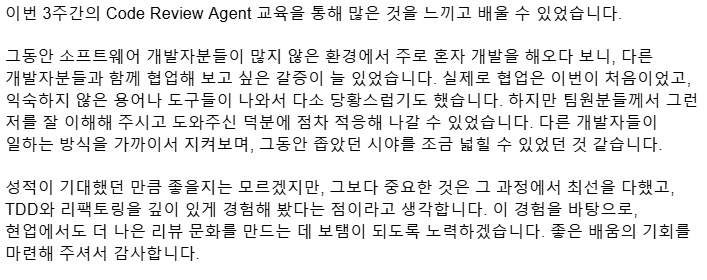 이번 3주간의 Code Review Agent 교육을 통해 많은 것을 느끼고 배울 수 있었습니다.
그동안 소프트웨어 개발자분들이 많지 않은 환경에서 주로 혼자 개발을 해오다 보니, 다른
개발자분들과 함께 협업해 보고 싶은 갈증이 늘 있었습니다. 실제로 협업은 이번이 처음이었고,
익숙하지 않은 용어나 도구들이 나와서 다소 당황스럽기도 했습니다. 하지만 팀원분들께서 그런
저를 잘 이해해 주시고 도와주신 덕분에 점차 적응해 나갈 수 있었습니다. 다른 개발자들이
일하는 방식을 가까이서 지켜보며, 그동안 좁았던 시야를 조금 넓힐 수 있었던 것 같습니다.
성적이 기대했던 만큼 좋을지는 모르겠지만, 그보다 중요한 것은 그 과정에서 최선을 다했고,
TDD와 리팩토링을 깊이 있게 경험해 봤다는 점이라고 생각합니다. 이 경험을 바탕으로,
현업에서도 더 나은 리뷰 문화를 만드는 데 보탬이 되도록 노력하겠습니다. 좋은 배움의 기회를
마련해 주셔서 감사합니다.